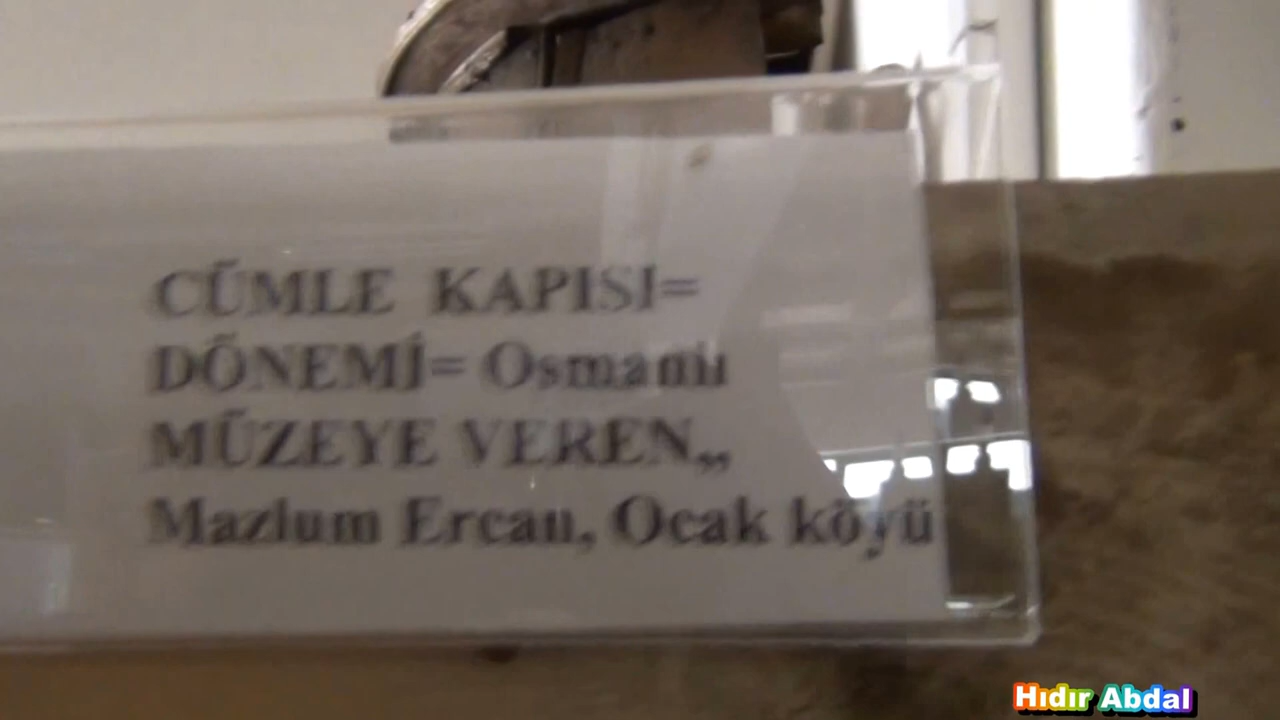 CÜMLE KAPISI=
DÖNEMİ= Osmanlı
MÜZEYE VEREN,,
Mazlum Ercan, Ocak köyü
Hıdır Abdal